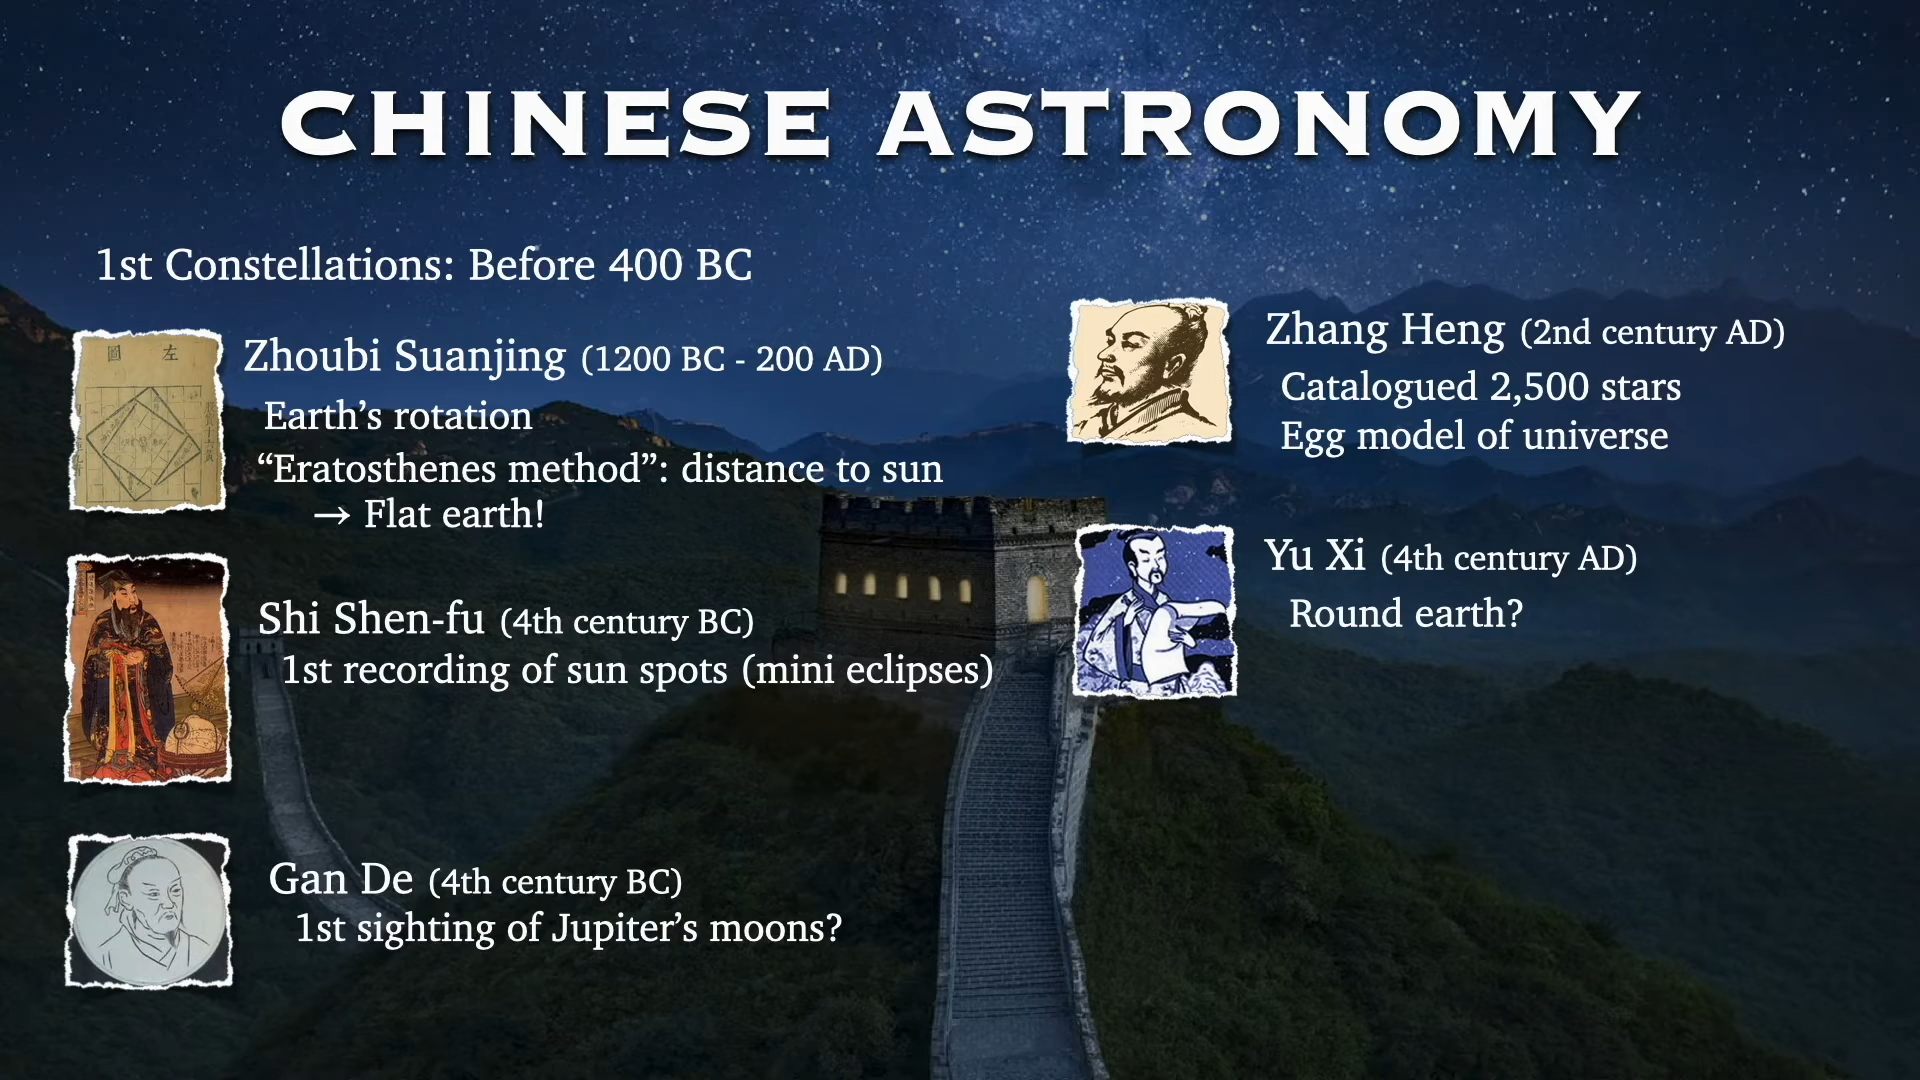 CHINESE ASTRONOMY
1st Constellations: Before 400 BC
圖 左
Zhoubi Suanjing (1200 BC - 200 AD)
Earth’s rotation
“Eratosthenes method”: distance to sun
→ Flat earth!
Shi Shen-fu (4th century BC)
1st recording of sun spots (mini eclipses)
Gan De (4th century BC)
1st sighting of Jupiter’s moons?
Zhang Heng (2nd century AD)
Catalogued 2,500 stars
Egg model of universe
Yu Xi (4th century AD)
Round earth?